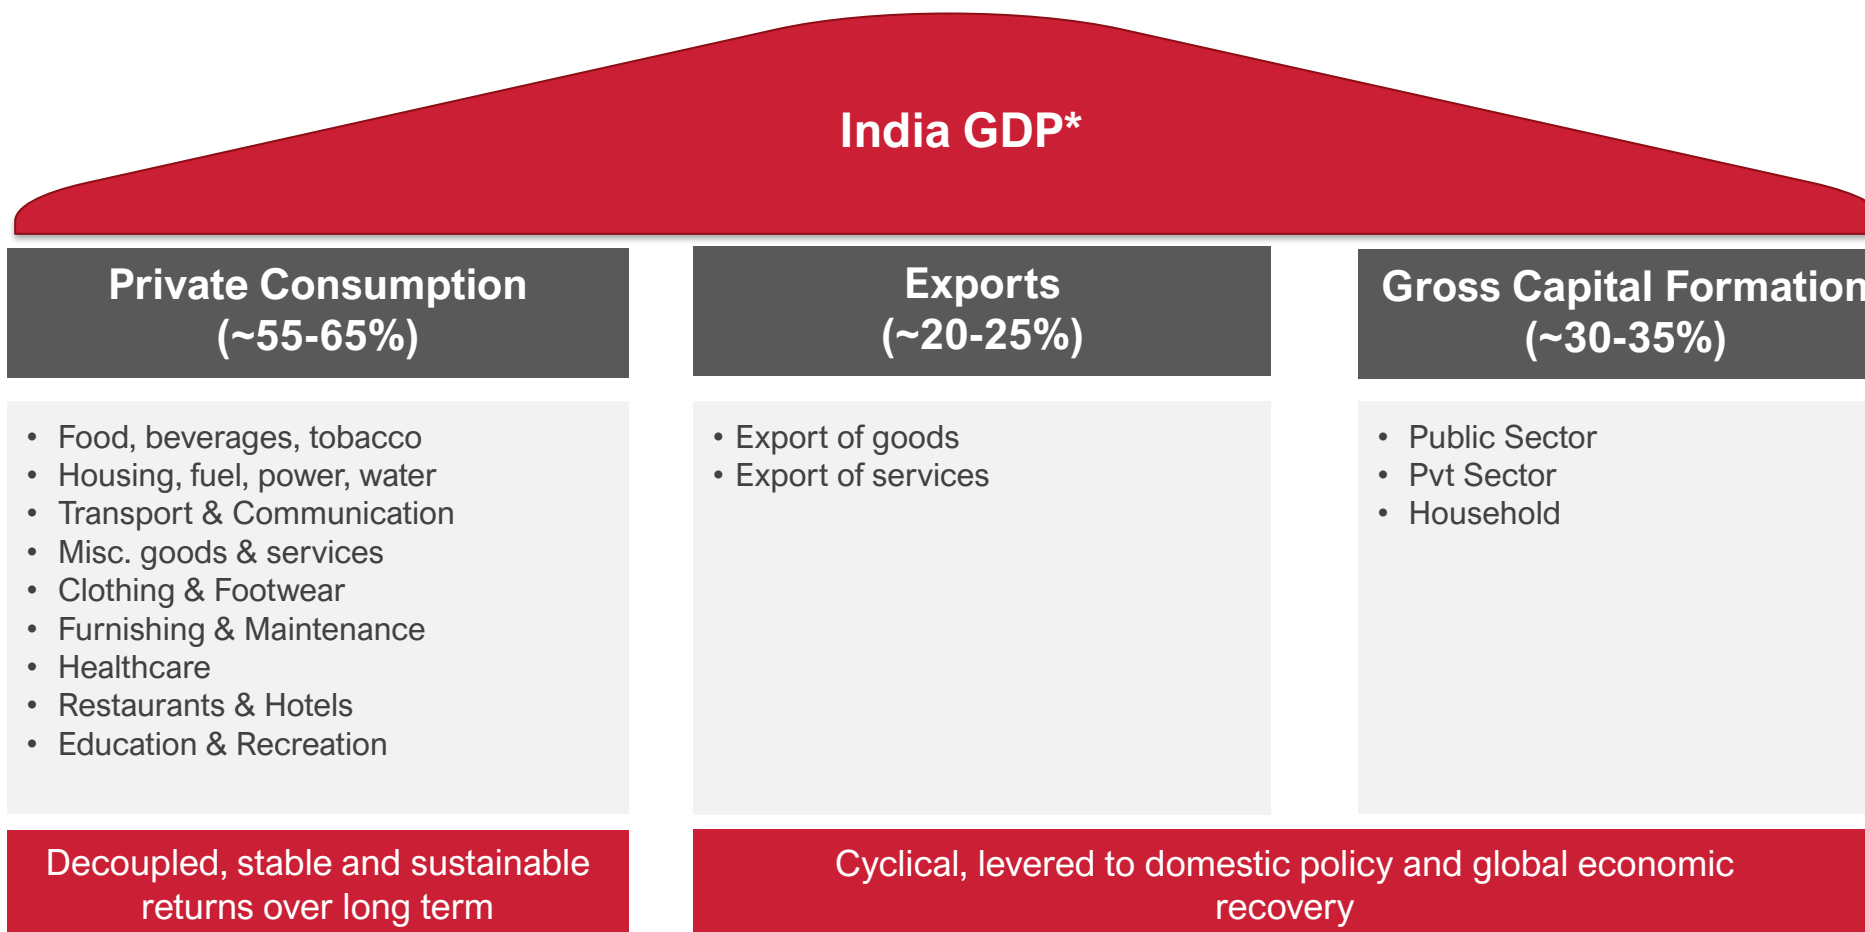 India GDP*
Private Consumption
(~55-65%)
• Food, beverages, tobacco
• Housing, fuel, power, water
• Transport & Communication
• Misc. goods & services
• Clothing & Footwear
• Furnishing & Maintenance
• Healthcare
• Restaurants & Hotels
• Education & Recreation
Decoupled, stable and sustainable
returns over long term
Exports
(~20-25%)
• Export of goods
• Export of services
Gross Capital Formation
(~30-35%)
• Public Sector
• Pvt Sector
• Household
Cyclical, levered to domestic policy and global economic
recovery